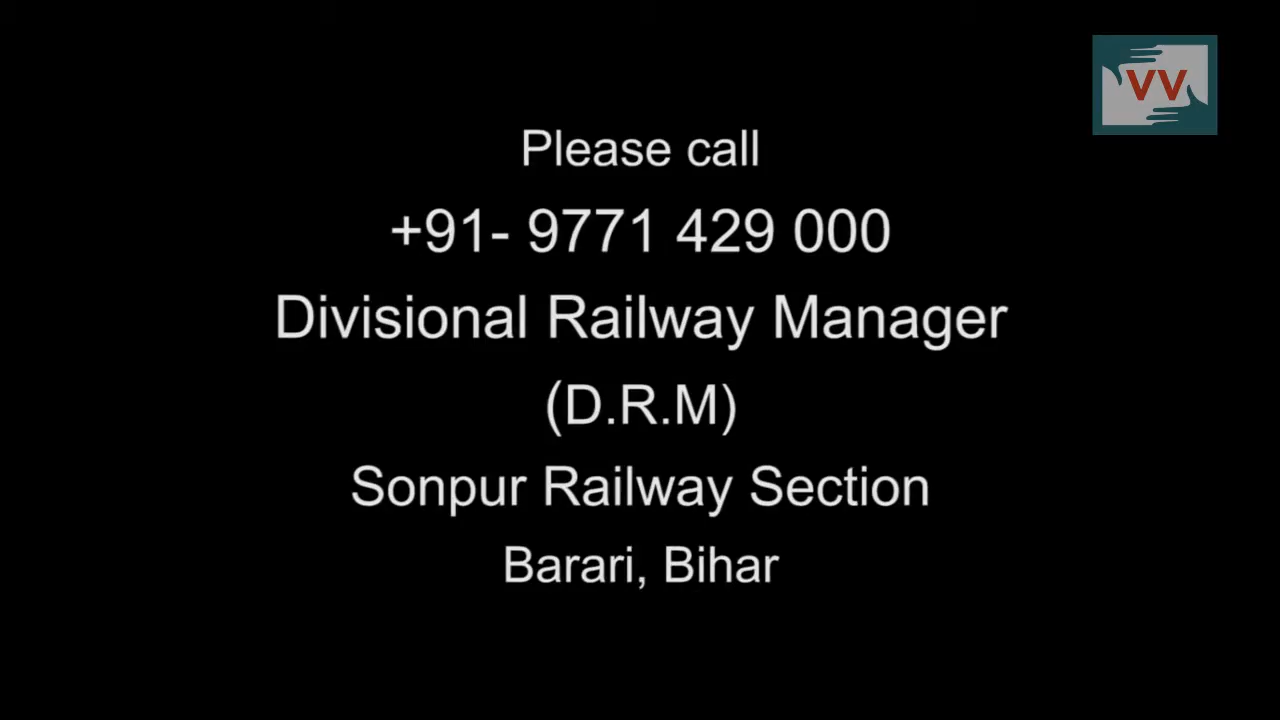 VV
Please call
+91- 9771 429 000
Divisional Railway Manager
(D.R.M)
Sonpur Railway Section
Barari, Bihar